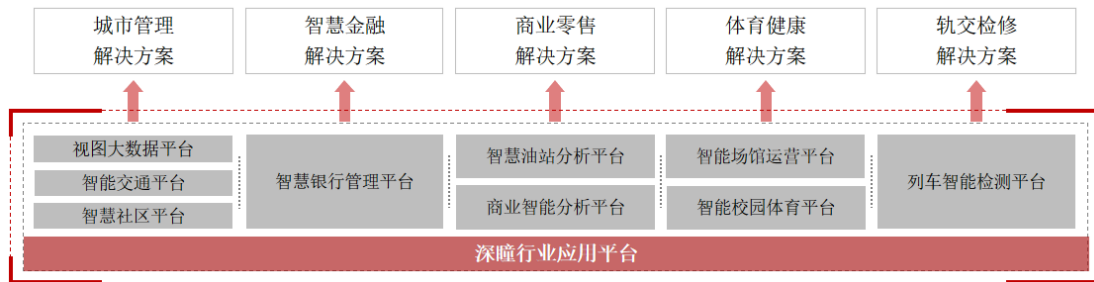 城市管理
解决方案
智慧金融
解决方案
商业零售
解决方案
体育健康
解决方案
轨交检修
解决方案
视图大数据平台
智能交通平台
智慧社区平台
智慧银行管理平台
智慧油站分析平台
商业智能分析平台
智能场馆运营平台
智能校园体育平台
列车智能检测平台
深瞳行业应用平台